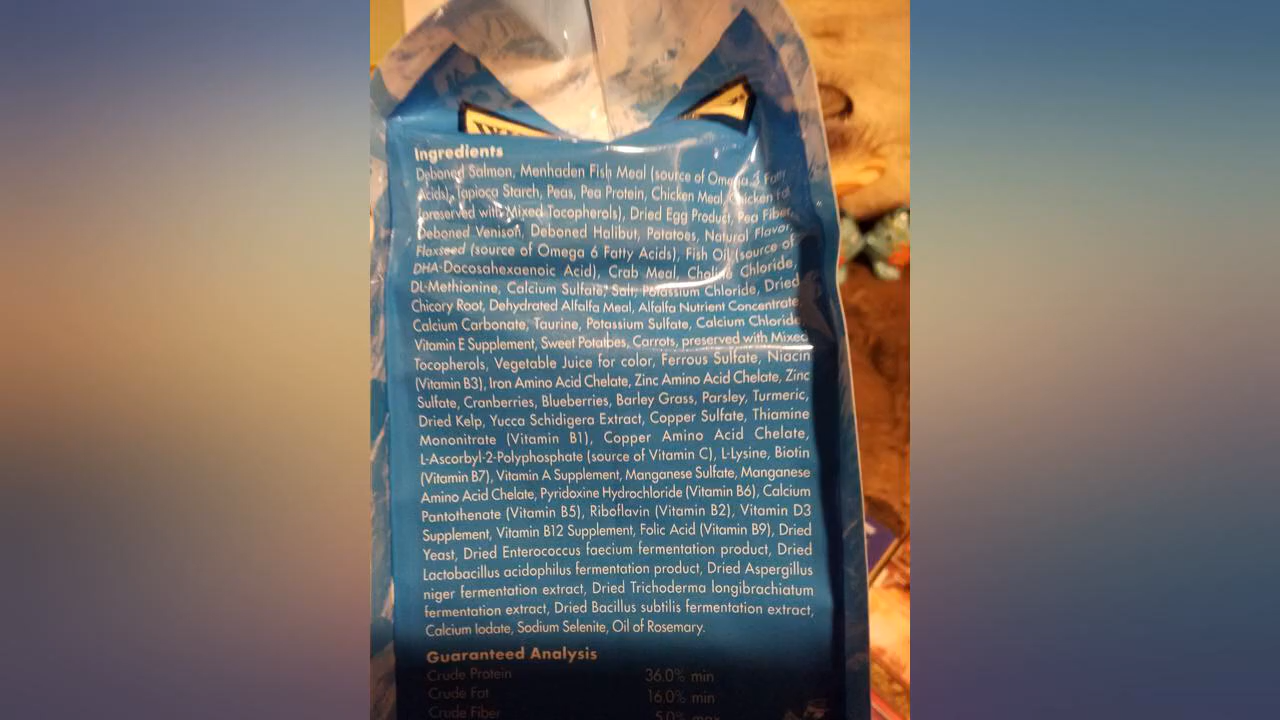 Ingredients
Deboned Salmon, Menhaden Fish Meal (source of Omega 3 Fatty
Acids), Tapioca Starch, Peas, Pea Protein, Chicken Meal, Chicken Fat
(preserved with Mixed Tocopherols), Dried Egg Product, Pea Fiber,
Deboned Venison, Deboned Halibut, Potatoes, Natural Flavor,
Flaxseed (source of Omega 6 Fatty Acids), Fish Oil (source of
DHA-Docosahexaenoic Acid), Crab Meal, Choline Chloride,
DL-Methionine, Calcium Sulfate, Salt, Potassium Chloride, Dried
Chicory Root, Dehydrated Alfalfa Meal, Alfalfa Nutrient Concentrate,
Calcium Carbonate, Taurine, Potassium Sulfate, Calcium Chloride,
Vitamin E Supplement, Sweet Potatoes, Carrots, preserved with Mixed
Tocopherols, Vegetable Juice for color, Ferrous Sulfate, Niacin
(Vitamin B3), Iron Amino Acid Chelate, Zinc Amino Acid Chelate, Zinc
Sulfate, Cranberries, Blueberries, Barley Grass, Parsley, Turmeric,
Dried Kelp, Yucca Schidigera Extract, Copper Sulfate, Thiamine
Mononitrate (Vitamin B1), Copper Amino Acid Chelate,
L-Ascorbyl-2-Polyphosphate (source of Vitamin C), L-Lysine, Biotin
(Vitamin B7), Vitamin A Supplement, Manganese Sulfate, Manganese
Amino Acid Chelate, Pyridoxine Hydrochloride (Vitamin B6), Calcium
Pantothenate (Vitamin B5), Riboflavin (Vitamin B2), Vitamin D3
Supplement, Vitamin B12 Supplement, Folic Acid (Vitamin B9), Dried
Yeast, Dried Enterococcus faecium fermentation product, Dried
Lactobacillus acidophilus fermentation product, Dried Aspergillus
niger fermentation extract, Dried Trichoderma longibrachiatum
fermentation extract, Dried Bacillus subtilis fermentation extract,
Calcium Iodate, Sodium Selenite, Oil of Rosemary.
Guaranteed Analysis
Crude Protein 36.0% min
Crude Fat 16.0% min
Crude Fiber 5.0% max